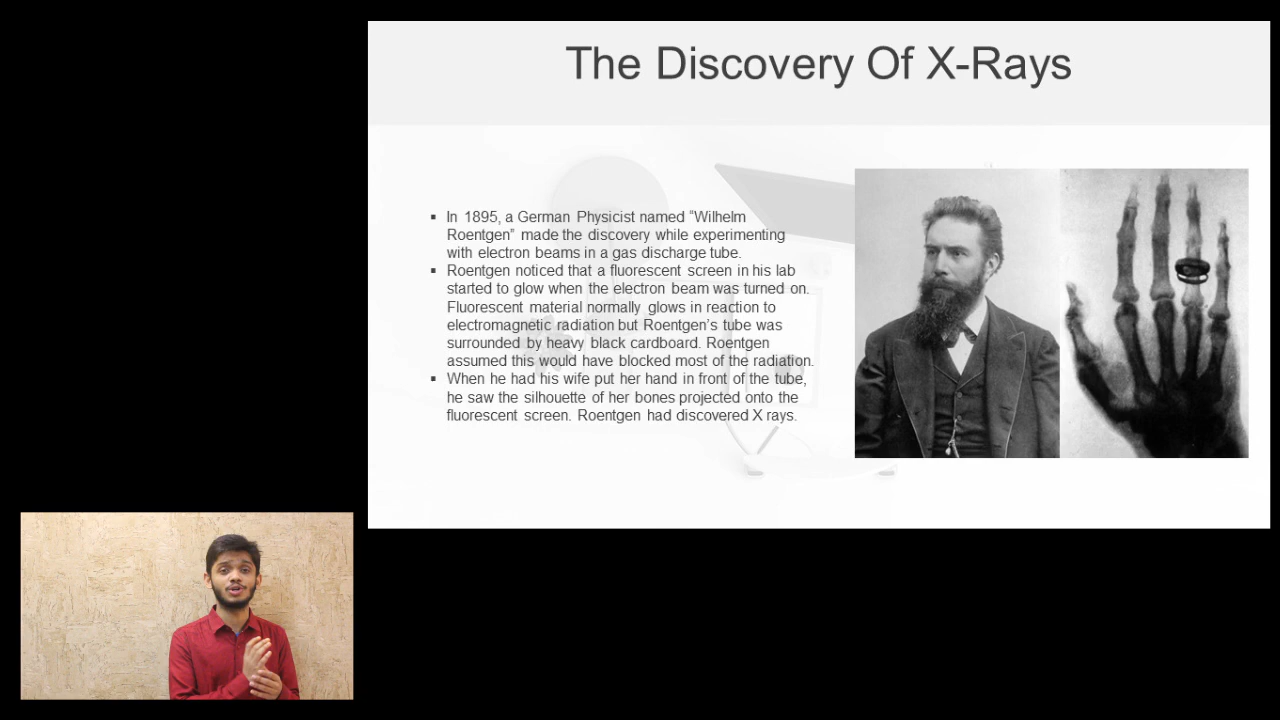 The Discovery Of X-Rays
▪ In 1895, a German Physicist named “Wilhelm
Roentgen” made the discovery while experimenting
with electron beams in a gas discharge tube.
▪ Roentgen noticed that a fluorescent screen in his lab
started to glow when the electron beam was turned on.
Fluorescent material normally glows in reaction to
electromagnetic radiation but Roentgen’s tube was
surrounded by heavy black cardboard. Roentgen
assumed this would have blocked most of the radiation.
▪ When he had his wife put her hand in front of the tube,
he saw the silhouette of her bones projected onto the
fluorescent screen. Roentgen had discovered X rays.